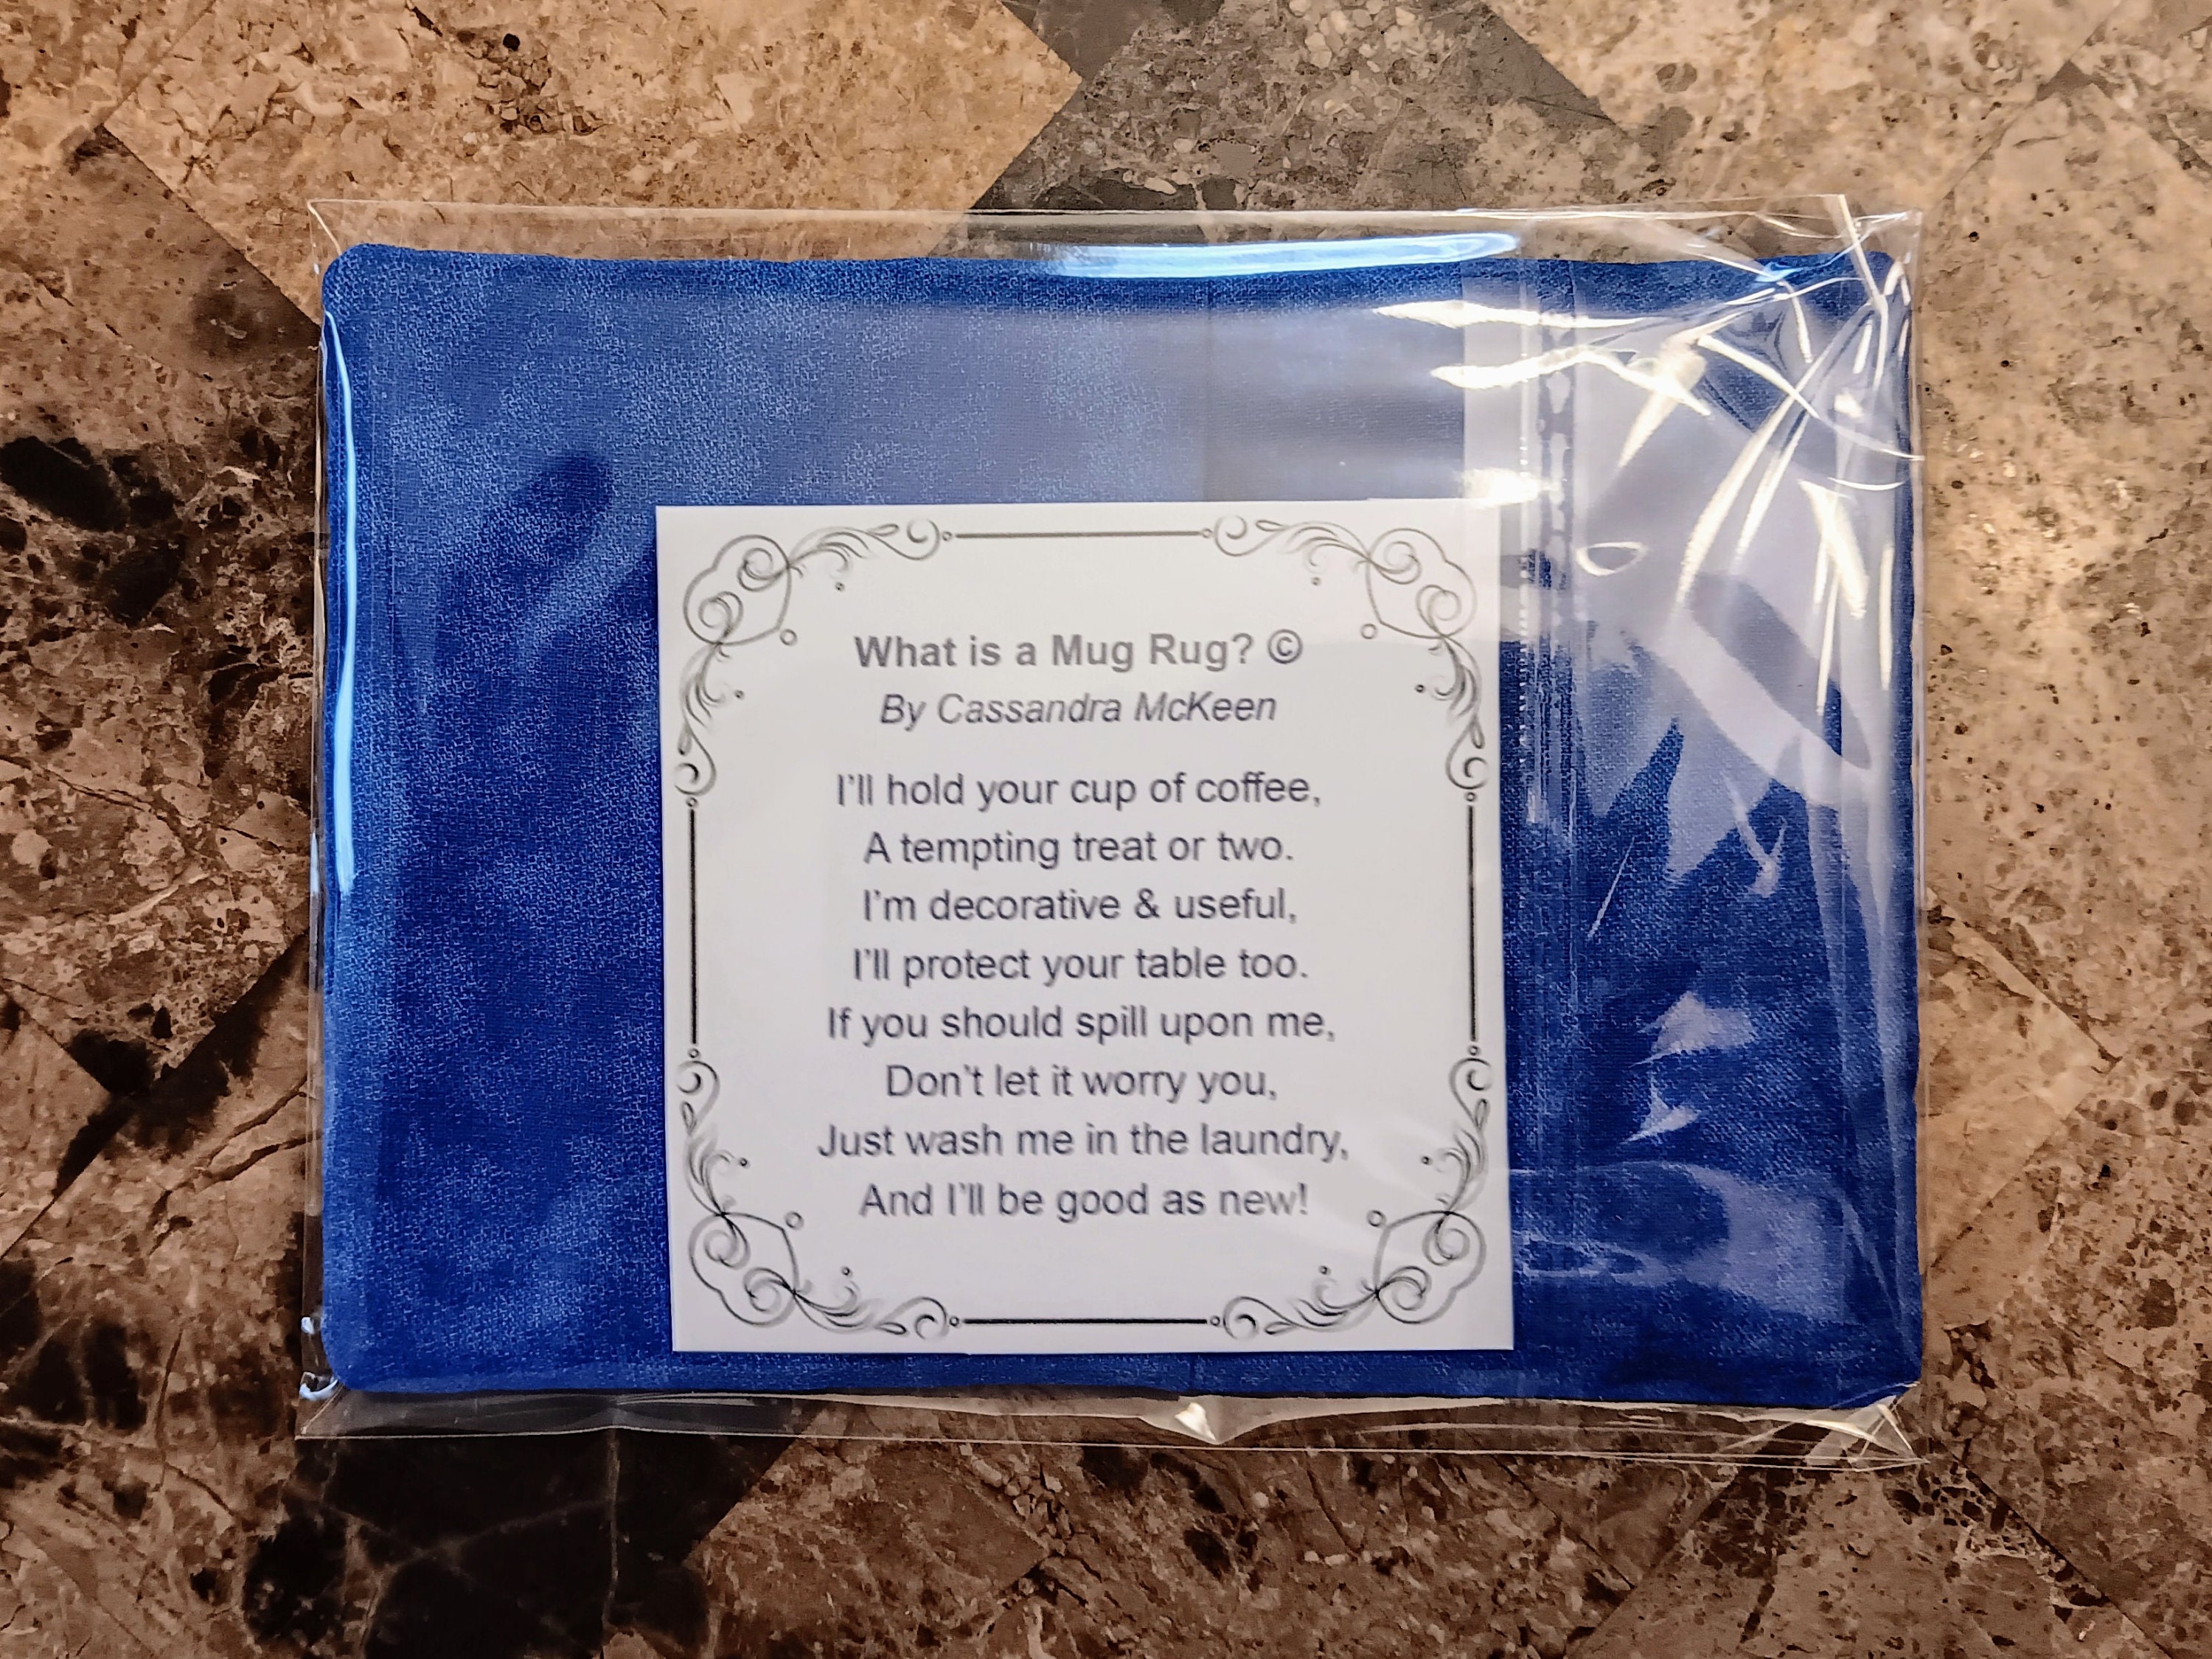 What is a Mug Rug? ©
By Cassandra McKeen
I'll hold your cup of coffee,
A tempting treat or two.
I'm decorative & useful,
I'll protect your table too.
If you should spill upon me,
Don't let it worry you,
Just wash me in the laundry,
And I'll be good as new!